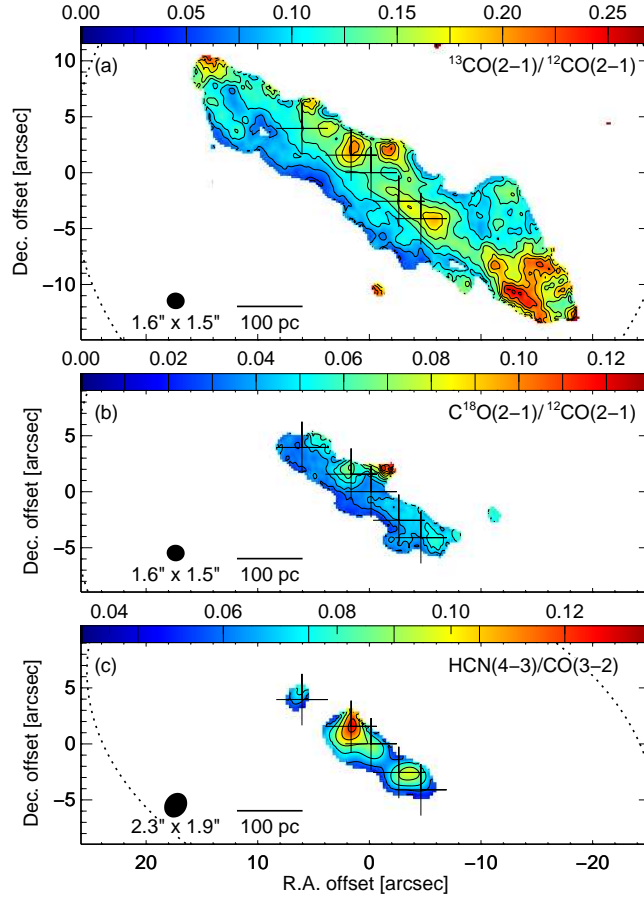 0.00 0.05 0.10 0.15 0.20 0.25
(a) ¹³CO(2−1)/¹²CO(2−1)
10
5
0
−5
−10
Dec. offset [arcsec]
1.6" x 1.5" 100 pc
0.00 0.02 0.04 0.06 0.08 0.10 0.12
(b) C¹⁸O(2−1)/¹²CO(2−1)
5
0
−5
Dec. offset [arcsec]
1.6" x 1.5" 100 pc
0.04 0.06 0.08 0.10 0.12
(c) HCN(4−3)/CO(3−2)
5
0
−5
Dec. offset [arcsec]
2.3" x 1.9" 100 pc
20 10 0 −10 −20
R.A. offset [arcsec]